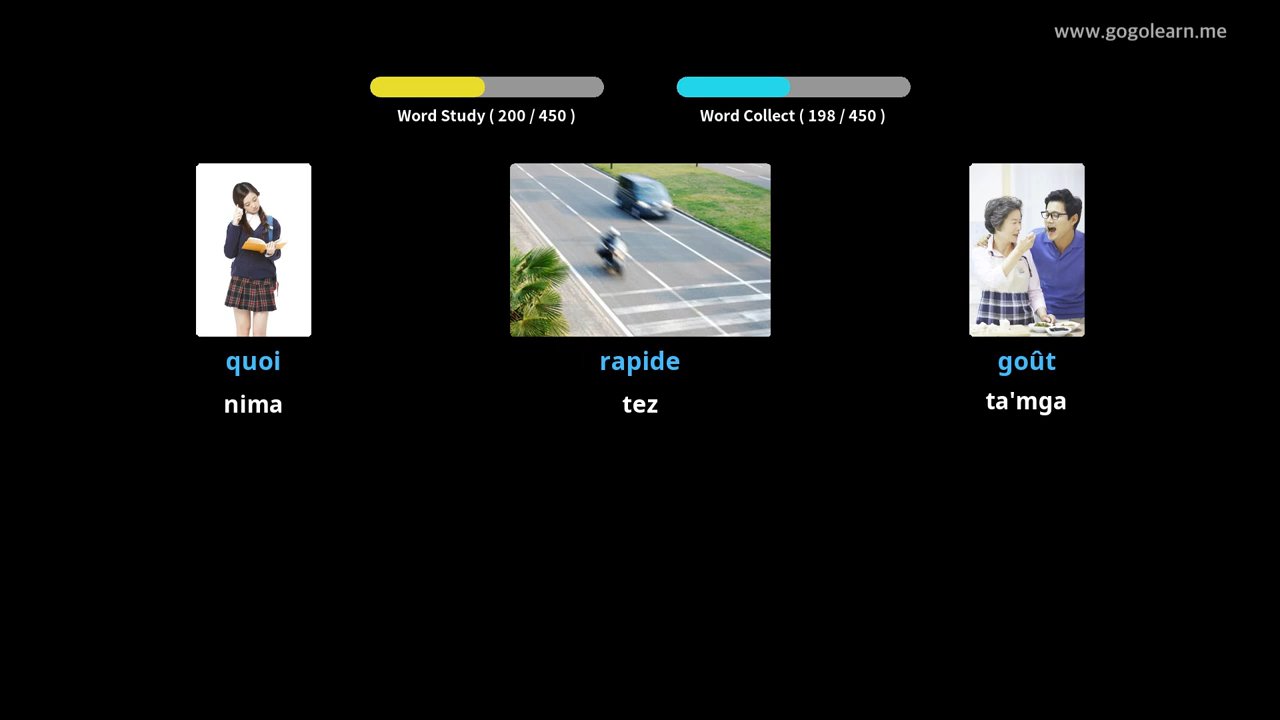 www.gogolearn.me
Word Study ( 200 / 450 )
Word Collect ( 198 / 450 )
quoi
rapide
goût
nima
tez
ta'mga